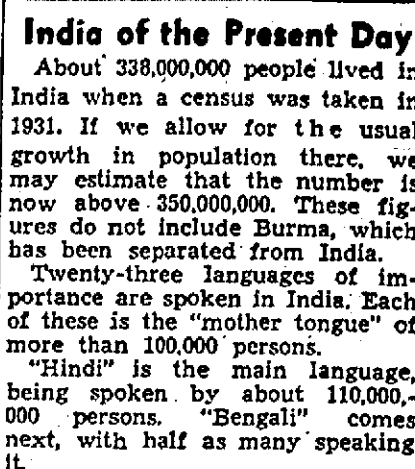 India of the Present Day
About 338,000,000 people lived in
India when a census was taken in
1931. If we allow for the usual
growth in population there, we
may estimate that the number is
now above 350,000,000. These fig-
ures do not include Burma, which
has been separated from India.
Twenty-three languages of im-
portance are spoken in India. Each
of these is the "mother tongue" of
more than 100,000 persons.
"Hindi" is the main language,
being spoken by about 110,000,-
000 persons. "Bengali" comes
next, with half as many speaking
it.